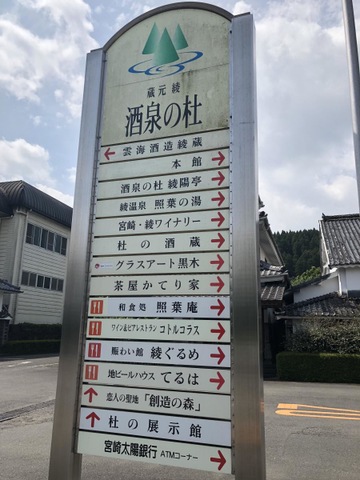 蔵元綾
酒泉の杜
雲海酒造綾蔵
本館
酒泉の杜 綾陽亭
綾温泉 照葉の湯
宮崎・綾ワイナリー
杜の酒蔵
グラスアート黒木
茶屋かてり家
和食処 照葉庵
ワイン&ビアレストラン コトルコラス
賑わい館 綾ぐるめ
地ビールハウス てるは
恋人の聖地「創造の森」
杜の展示館
宮崎太陽銀行 ATMコーナー